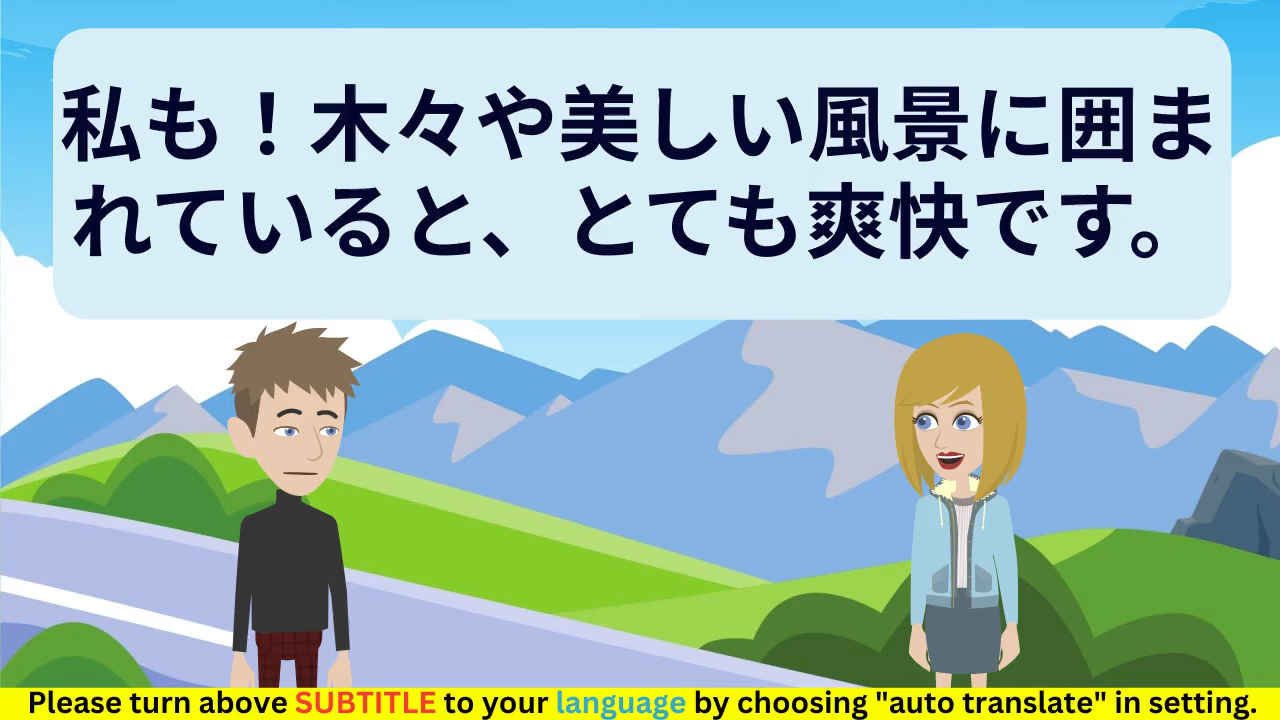 私も！木々や美しい風景に囲ま
れていると、とても爽快です。
Please turn above SUBTITLE to your language by choosing "auto translate" in setting.